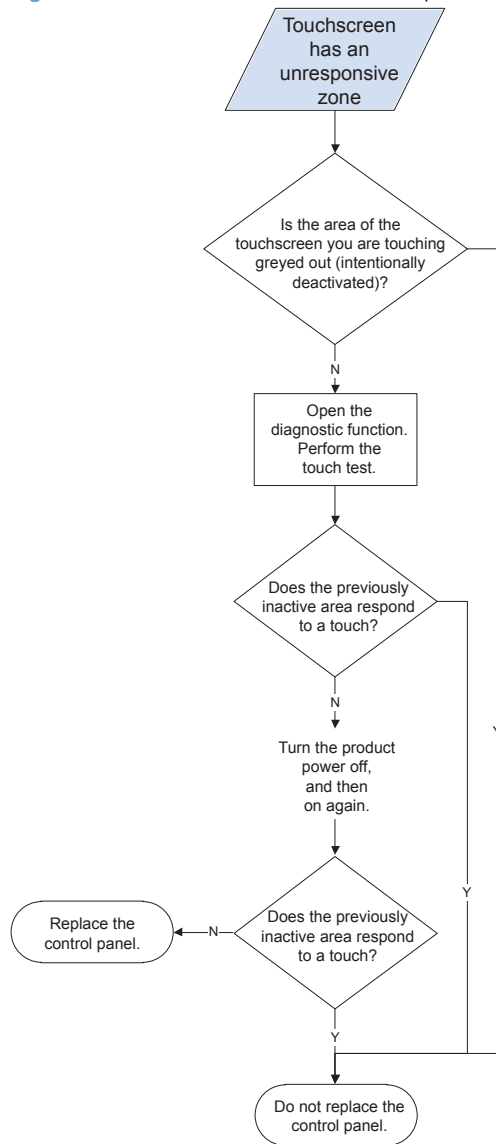 Touchscreen
has an
unresponsive
zone
Is the area of the
touchscreen you are touching
greyed out (intentionally
deactivated)?
N
Open the
diagnostic function.
Perform the
touch test.
Does the previously
inactive area respond
to a touch?
N
Turn the product
power off,
and then
on again.
Y
Y
Does the previously
inactive area respond
to a touch?
N
Replace the
control panel.
Y
Do not replace the
control panel.